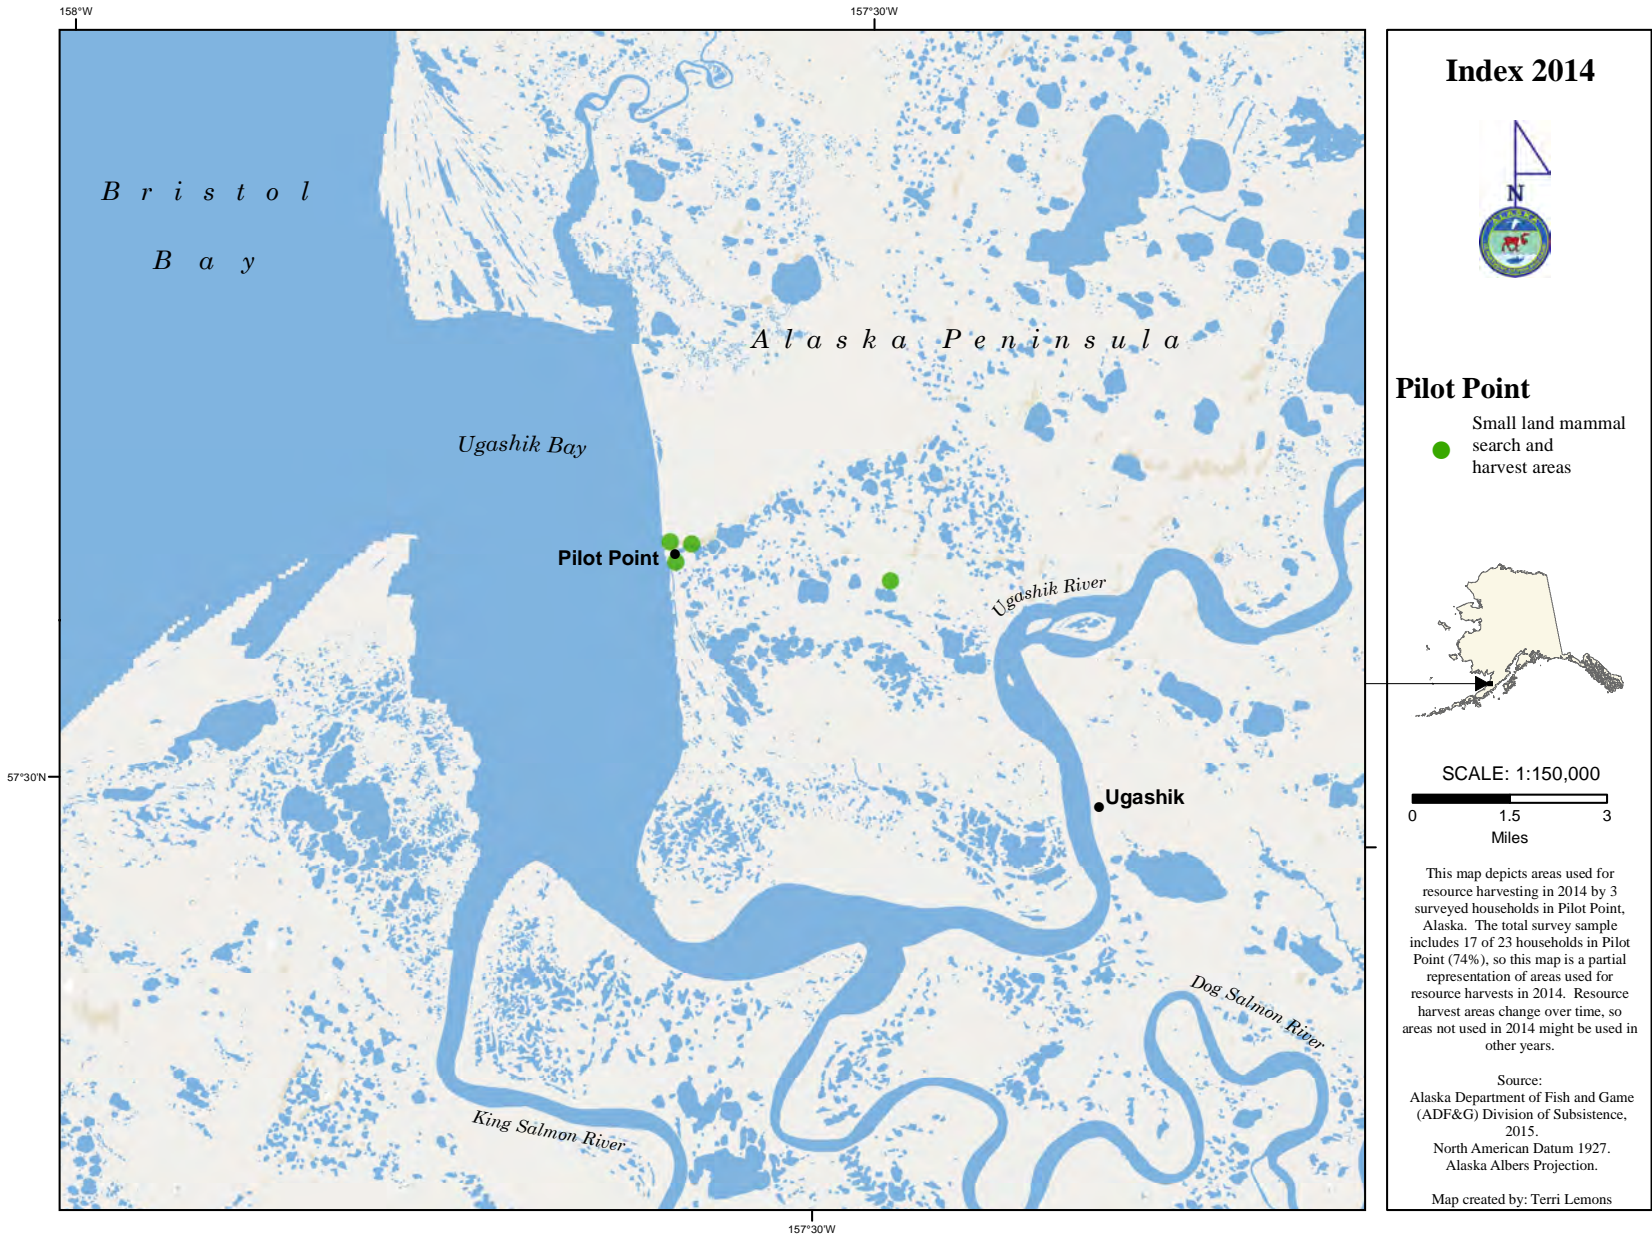 158°W
157°30'W
Bristol
Bay
Alaska Peninsula
Ugashik Bay
Pilot Point
Ugashik River
57°30'N
Ugashik
Dog Salmon River
King Salmon River
157°30'W
Index 2014
N
ALASKA
Pilot Point
Small land mammal
search and
harvest areas
SCALE: 1:150,000
0 1.5 3
Miles
This map depicts areas used for
resource harvesting in 2014 by 3
surveyed households in Pilot Point,
Alaska. The total survey sample
includes 17 of 23 households in Pilot
Point (74%), so this map is a partial
representation of areas used for
resource harvests in 2014. Resource
harvest areas change over time, so
areas not used in 2014 might be used in
other years.
Source:
Alaska Department of Fish and Game
(ADF&G) Division of Subsistence,
2015.
North American Datum 1927.
Alaska Albers Projection.
Map created by: Terri Lemons